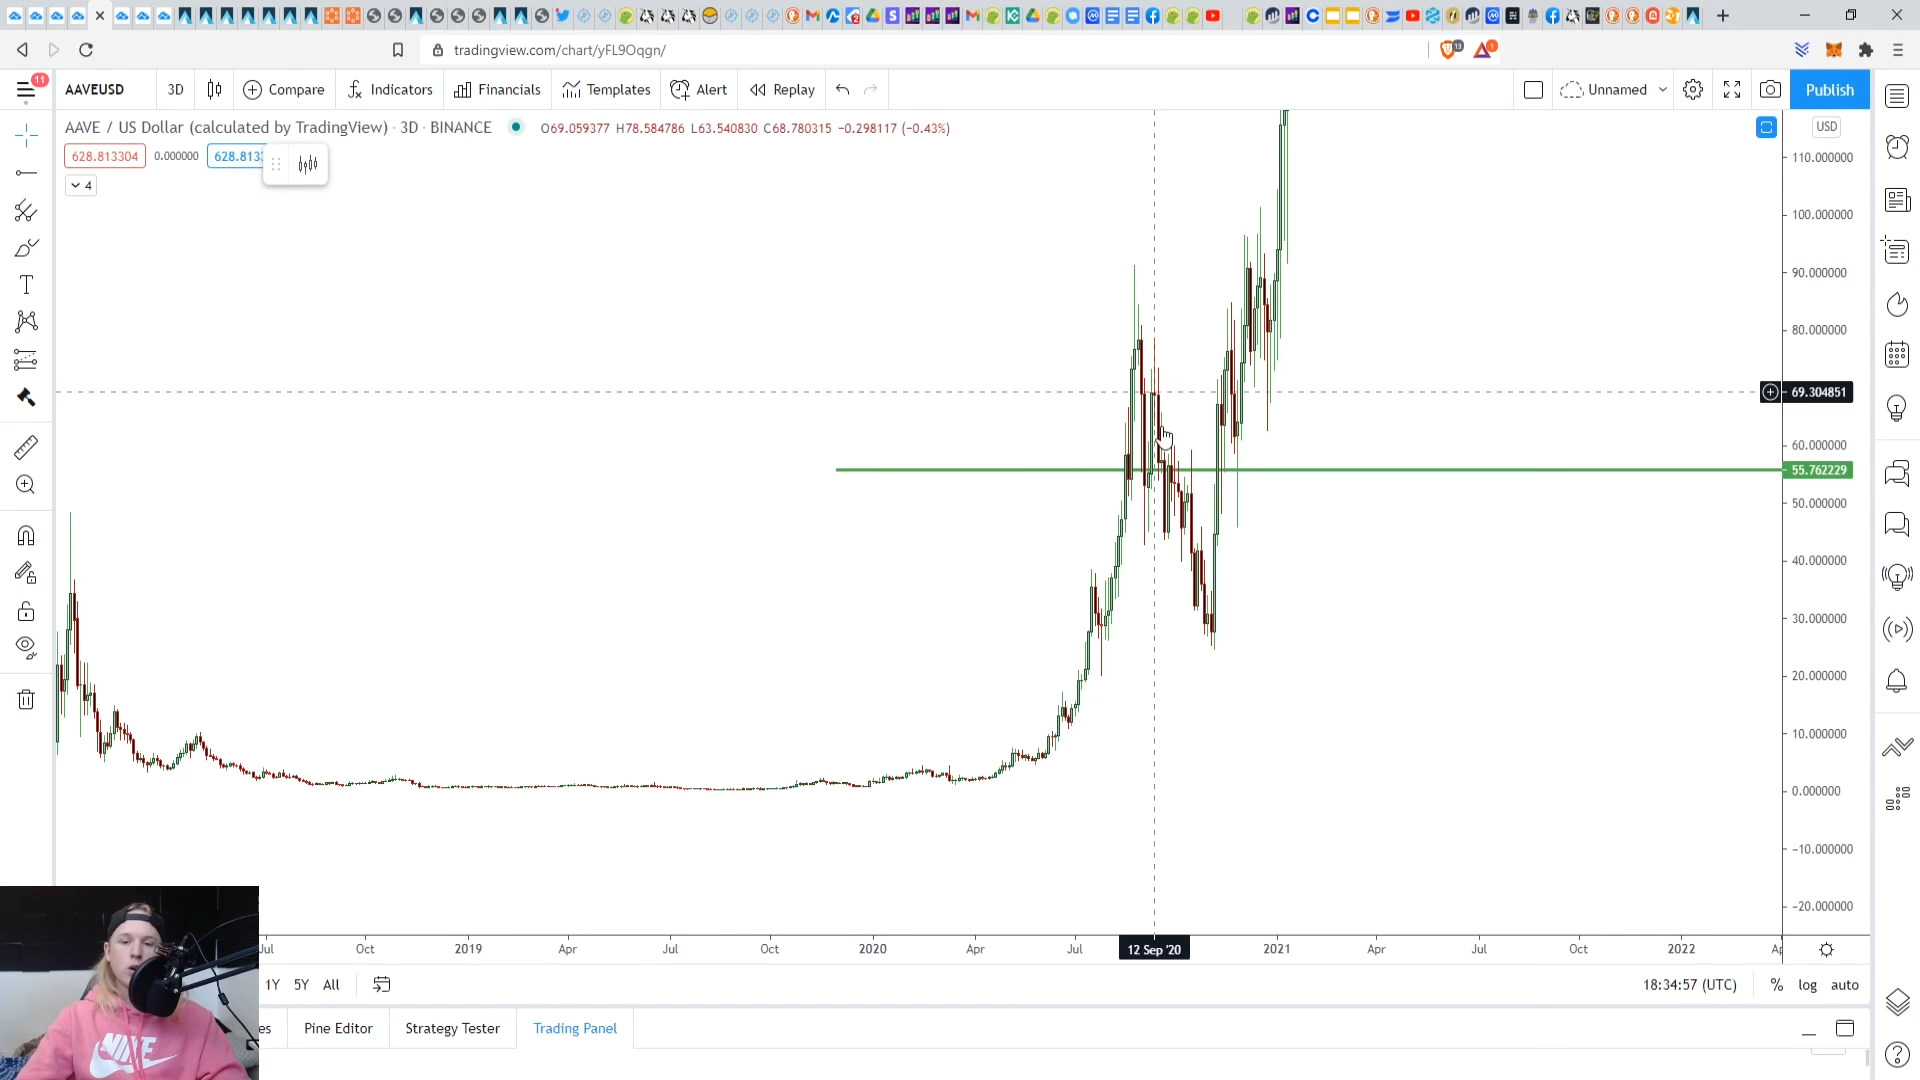 tradingview.com/chart/yFL9Oqgn/
13
1
11
AAVEUSD
3D
Compare
Indicators
Financials
Templates
Alert
Replay
Unnamed
Publish
AAVE / US Dollar (calculated by TradingView) · 3D · BINANCE
O69.059377 H78.584786 L63.540830 C68.780315 −0.298117 (−0.43%)
USD
628.813304
0.000000
4
110.000000
100.000000
90.000000
80.000000
69.304851
60.000000
55.762229
50.000000
40.000000
30.000000
20.000000
10.000000
0.000000
−10.000000
−20.000000
Oct
2019
Apr
Jul
Oct
2020
Apr
Jul
12 Sep '20
2021
Apr
Jul
Oct
2022
1Y
5Y
All
18:34:57 (UTC)
%
log
auto
Pine Editor
Strategy Tester
Trading Panel
NIKE